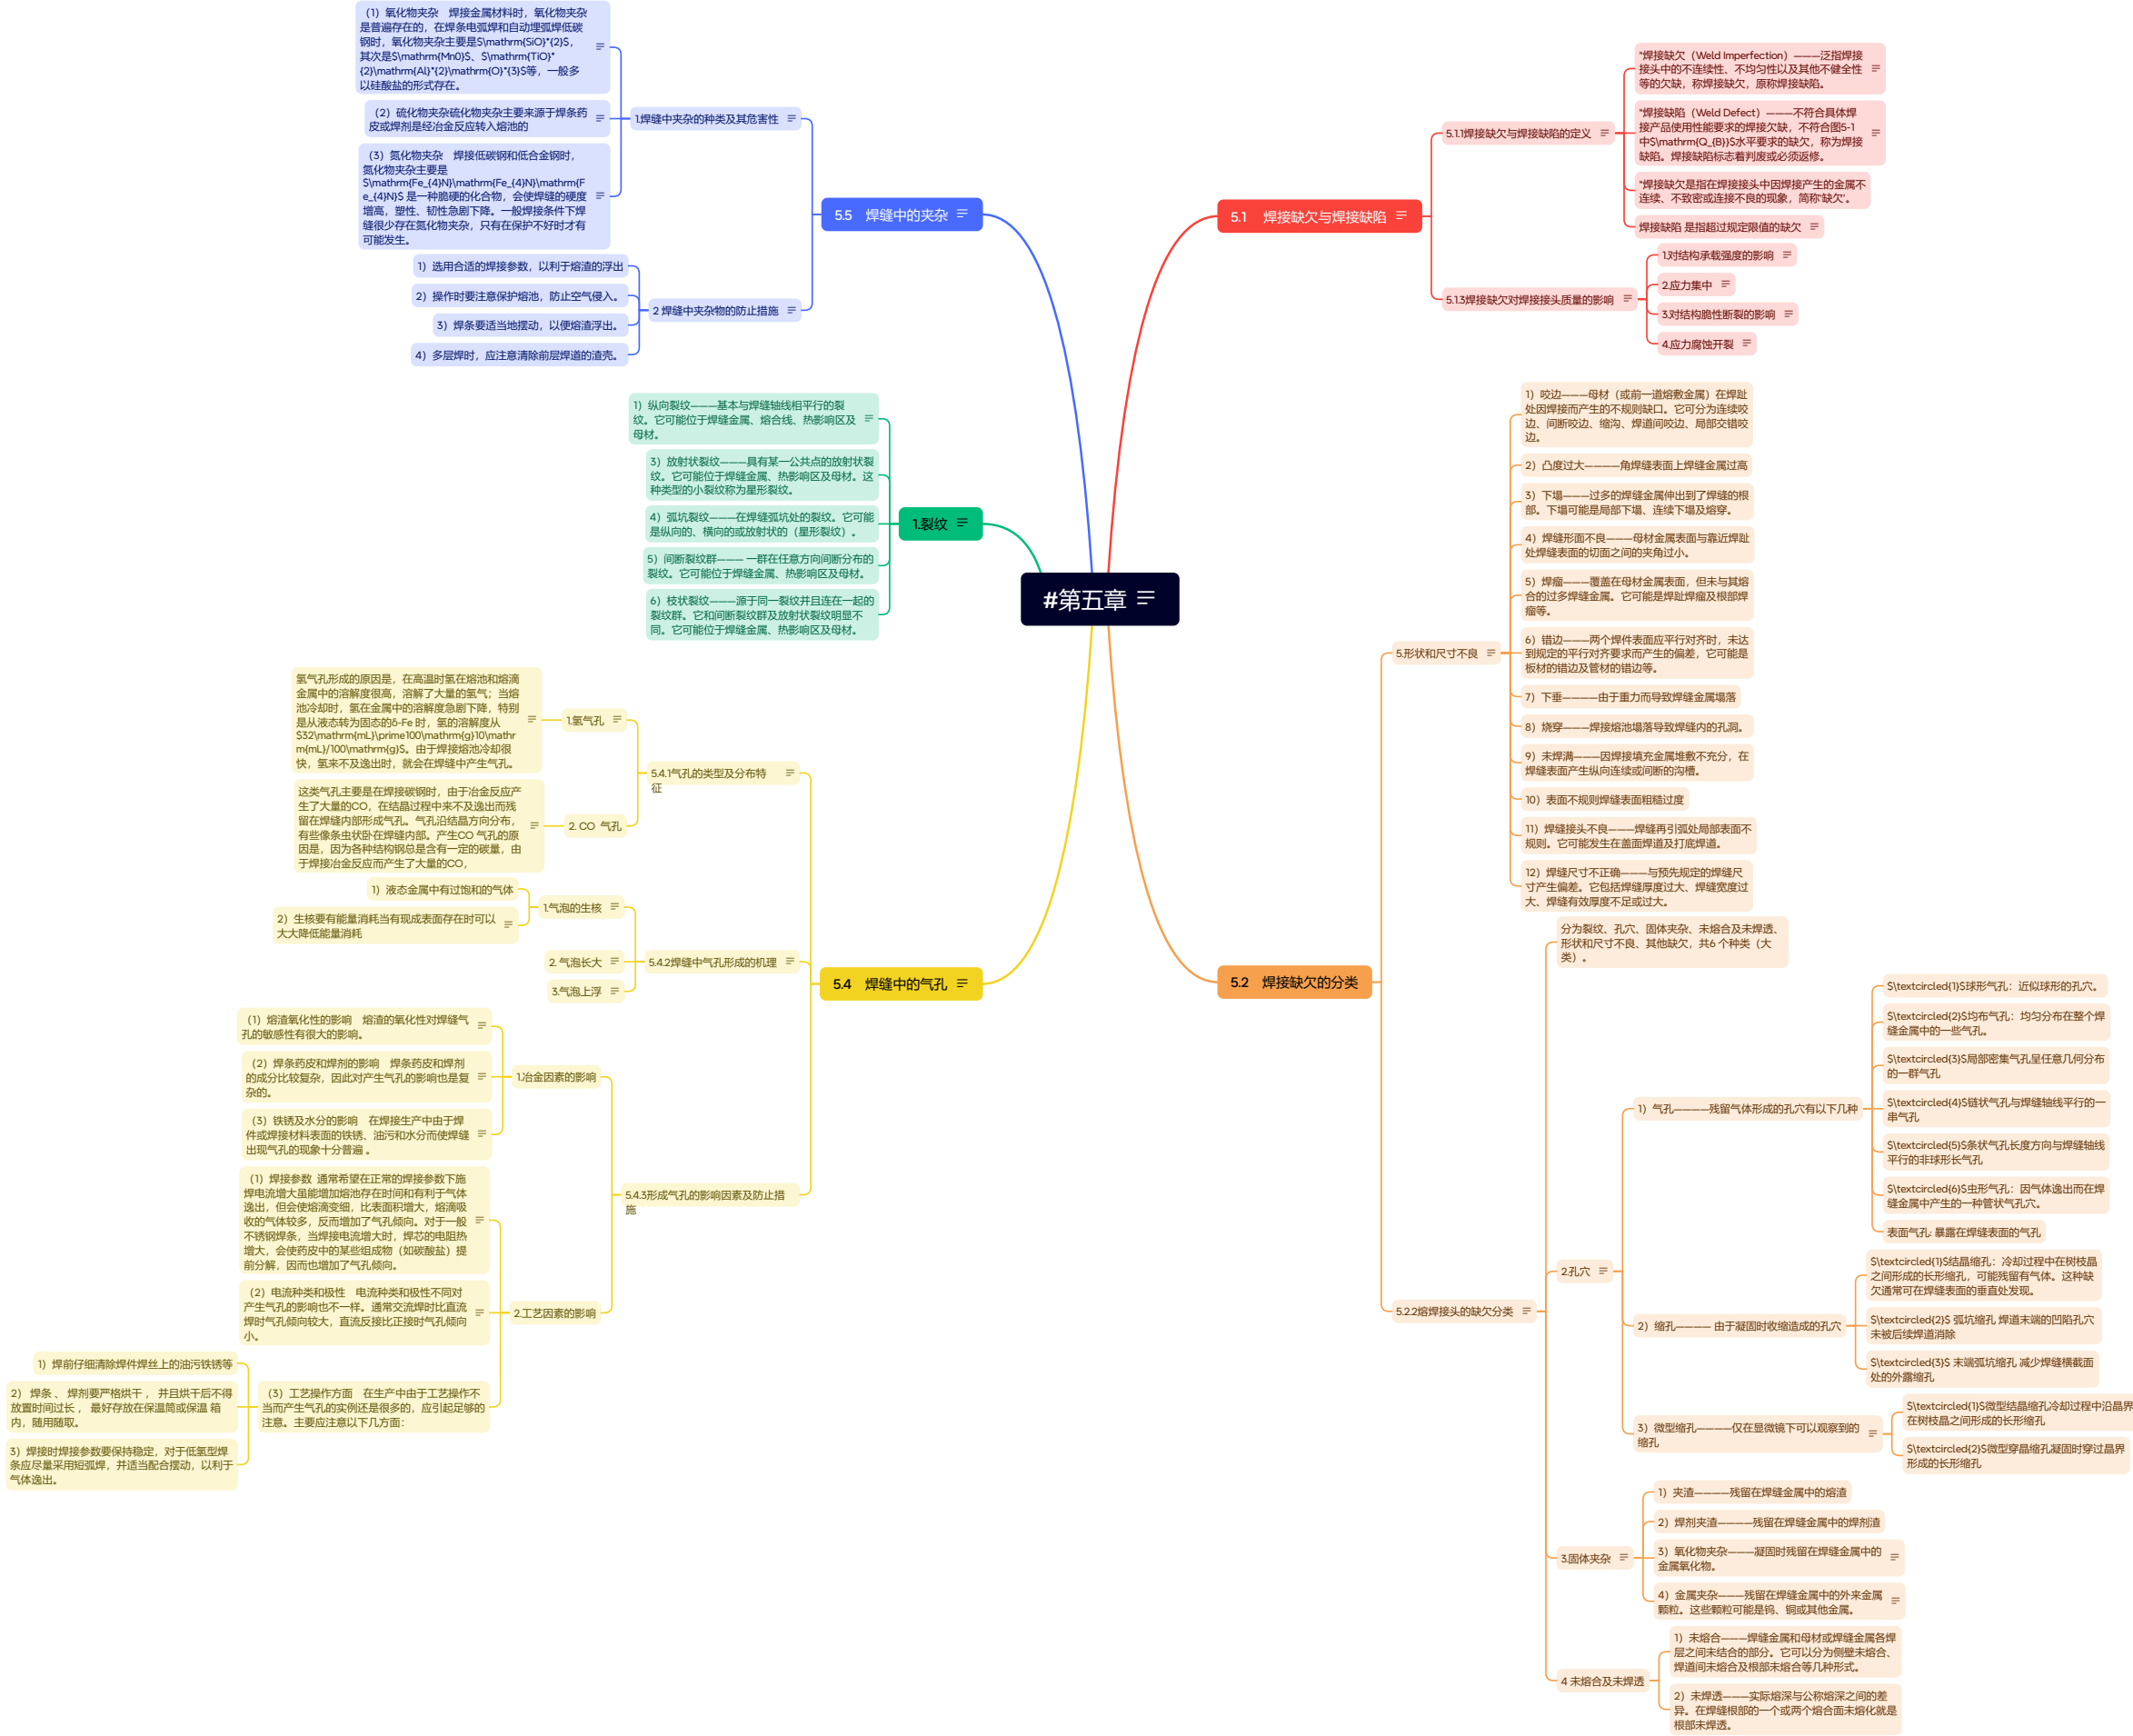 #第五章
5.1 焊接缺欠与焊接缺陷
5.1.1焊接缺欠与焊接缺陷的定义
"焊接缺欠（Weld Imperfection）———泛指焊接
接头中的不连续性、不均匀性以及其他不健全性
等的欠缺，称焊接缺欠，原称焊接缺陷。
"焊接缺陷（Weld Defect）———不符合具体焊
接产品使用性能要求的焊接欠缺，不符合图5-1
中$\mathrm{Q_{B}}$水平要求的缺欠，称为焊接
缺陷。焊接缺陷标志着判废或必须返修。
"焊接缺欠是指在焊接接头中因焊接产生的金属不
连续、不致密或连接不良的现象，简称"缺欠"。
焊接缺陷 是指超过规定限值的缺欠
5.1.3焊接缺欠对焊接接头质量的影响
1.对结构承载强度的影响
2.应力集中
3.对结构脆性断裂的影响
4.应力腐蚀开裂
5.2 焊接缺欠的分类
5.形状和尺寸不良
1）咬边———母材（或前一道熔敷金属）在焊趾
处因焊接而产生的不规则缺口。它可分为连续咬
边、间断咬边、缩沟、焊道间咬边、局部交错咬
边。
2）凸度过大————角焊缝表面上焊缝金属过高
3）下塌———过多的焊缝金属伸出到了焊缝的根
部。下塌可能是局部下塌、连续下塌及熔穿。
4）焊缝形面不良———母材金属表面与靠近焊趾
处焊缝表面的切面之间的夹角过小。
5）焊瘤———覆盖在母材金属表面，但未与其熔
合的过多焊缝金属。它可能是焊趾焊瘤及根部焊
瘤等。
6）错边———两个焊件表面应平行对齐时，未达
到规定的平行对齐要求而产生的偏差，它可能是
板材的错边及管材的错边等。
7）下垂————由于重力而导致焊缝金属塌落
8）烧穿———焊接熔池塌落导致焊缝内的孔洞。
9）未焊满———因焊接填充金属堆敷不充分，在
焊缝表面产生纵向连续或间断的沟槽。
10）表面不规则焊缝表面粗糙过度
11）焊缝接头不良———焊缝再引弧处局部表面不
规则。它可能发生在盖面焊道及打底焊道。
12）焊缝尺寸不正确———与预先规定的焊缝尺
寸产生偏差。它包括焊缝厚度过大、焊缝宽度过
大、焊缝有效厚度不足或过大。
5.2.2熔焊接头的缺欠分类
分为裂纹、孔穴、固体夹杂、未熔合及未焊透、
形状和尺寸不良、其他缺欠，共6 个种类（大
类）。
2.孔穴
1）气孔————残留气体形成的孔穴有以下几种
$\textcircled{1}$球形气孔：近似球形的孔穴。
$\textcircled{2}$均布气孔：均匀分布在整个焊
缝金属中的一些气孔。
$\textcircled{3}$局部密集气孔呈任意几何分布
的一群气孔
$\textcircled{4}$链状气孔与焊缝轴线平行的一
串气孔
$\textcircled{5}$条状气孔长度方向与焊缝轴线
平行的非球形长气孔
$\textcircled{6}$虫形气孔：因气体逸出而在焊
缝金属中产生的一种管状气孔穴。
表面气孔: 暴露在焊缝表面的气孔
2）缩孔———— 由于凝固时收缩造成的孔穴
$\textcircled{1}$结晶缩孔：冷却过程中在树枝晶
之间形成的长形缩孔，可能残留有气体。这种缺
欠通常可在焊缝表面的垂直处发现。
$\textcircled{2}$ 弧坑缩孔 焊道末端的凹陷孔穴
未被后续焊道消除
$\textcircled{3}$ 末端弧坑缩孔 减少焊缝横截面
处的外露缩孔
3）微型缩孔————仅在显微镜下可以观察到的
缩孔
$\textcircled{1}$微型结晶缩孔冷却过程中沿晶界
在树枝晶之间形成的长形缩孔
$\textcircled{2}$微型穿晶缩孔凝固时穿过晶界
形成的长形缩孔
3.固体夹杂
1）夹渣————残留在焊缝金属中的熔渣
2）焊剂夹渣————残留在焊缝金属中的焊剂渣
3）氧化物夹杂———凝固时残留在焊缝金属中的
金属氧化物。
4）金属夹杂———残留在焊缝金属中的外来金属
颗粒。这些颗粒可能是钨、铜或其他金属。
4 未熔合及未焊透
1）未熔合———焊缝金属和母材或焊缝金属各焊
层之间未结合的部分。它可以分为侧壁未熔合、
焊道间未熔合及根部未熔合等几种形式。
2）未焊透———实际熔深与公称熔深之间的差
异。在焊缝根部的一个或两个熔合面未熔化就是
根部未焊透。
5.5 焊缝中的夹杂
1.焊缝中夹杂的种类及其危害性
（1）氧化物夹杂 焊接金属材料时，氧化物夹杂
是普遍存在的，在焊条电弧焊和自动埋弧焊低碳
钢时，氧化物夹杂主要是$\mathrm{SiO}*{2}$，
其次是$\mathrm{Mn0}$、$\mathrm{TiO}*
{2}\mathrm{Al}*{2}\mathrm{O}*{3}$等，一般多
以硅酸盐的形式存在。
（2）硫化物夹杂硫化物夹杂主要来源于焊条药
皮或焊剂是经冶金反应转入熔池的
（3）氮化物夹杂 焊接低碳钢和低合金钢时，
氮化物夹杂主要是
$\mathrm{Fe_{4}N}\mathrm{Fe_{4}N}\mathrm{F
e_{4}N}$ 是一种脆硬的化合物，会使焊缝的硬度
增高，塑性、韧性急剧下降。一般焊接条件下焊
缝很少存在氮化物夹杂，只有在保护不好时才有
可能发生。
2 焊缝中夹杂物的防止措施
1）选用合适的焊接参数，以利于熔渣的浮出
2）操作时要注意保护熔池，防止空气侵入。
3）焊条要适当地摆动，以便熔渣浮出。
4）多层焊时，应注意清除前层焊道的渣壳。
1.裂纹
1）纵向裂纹———基本与焊缝轴线相平行的裂
纹。它可能位于焊缝金属、熔合线、热影响区及
母材。
3）放射状裂纹———具有某一公共点的放射状裂
纹。它可能位于焊缝金属、热影响区及母材。这
种类型的小裂纹称为星形裂纹。
4）弧坑裂纹———在焊缝弧坑处的裂纹。它可能
是纵向的、横向的或放射状的（星形裂纹）。
5）间断裂纹群——— 一群在任意方向间断分布的
裂纹。它可能位于焊缝金属、热影响区及母材。
6）枝状裂纹———源于同一裂纹并且连在一起的
裂纹群。它和间断裂纹群及放射状裂纹明显不
同。它可能位于焊缝金属、热影响区及母材。
5.4 焊缝中的气孔
5.4.1气孔的类型及分布特
征
1.氢气孔
氢气孔形成的原因是，在高温时氢在熔池和熔滴
金属中的溶解度很高，溶解了大量的氢气；当熔
池冷却时，氢在金属中的溶解度急剧下降，特别
是从液态转为固态的δ-Fe 时，氢的溶解度从
$32\mathrm{mL}\prime100\mathrm{g}10\mathr
m{mL}/100\mathrm{g}$。由于焊接熔池冷却很
快，氢来不及逸出时，就会在焊缝中产生气孔。
2. CO 气孔
这类气孔主要是在焊接碳钢时，由于冶金反应产
生了大量的CO，在结晶过程中来不及逸出而残
留在焊缝内部形成气孔。气孔沿结晶方向分布，
有些像条虫状卧在焊缝内部。产生CO 气孔的原
因是，因为各种结构钢总是含有一定的碳量，由
于焊接冶金反应而产生了大量的CO，
5.4.2焊缝中气孔形成的机理
1.气泡的生核
1）液态金属中有过饱和的气体
2）生核要有能量消耗当有现成表面存在时可以
大大降低能量消耗
2. 气泡长大
3.气泡上浮
5.4.3形成气孔的影响因素及防止措
施
1.冶金因素的影响
（1）熔渣氧化性的影响 熔渣的氧化性对焊缝气
孔的敏感性有很大的影响。
（2）焊条药皮和焊剂的影响 焊条药皮和焊剂
的成分比较复杂，因此对产生气孔的影响也是复
杂的。
（3）铁锈及水分的影响 在焊接生产中由于焊
件或焊接材料表面的铁锈、油污和水分而使焊缝
出现气孔的现象十分普遍 。
2.工艺因素的影响
（1）焊接参数 通常希望在正常的焊接参数下施
焊电流增大虽能增加熔池存在时间和有利于气体
逸出，但会使熔滴变细，比表面积增大，熔滴吸
收的气体较多，反而增加了气孔倾向。对于一般
不锈钢焊条，当焊接电流增大时，焊芯的电阻热
增大，会使药皮中的某些组成物（如碳酸盐）提
前分解，因而也增加了气孔倾向。
（2）电流种类和极性 电流种类和极性不同对
产生气孔的影响也不一样。通常交流焊时比直流
焊时气孔倾向较大，直流反接比正接时气孔倾向
小。
（3）工艺操作方面 在生产中由于工艺操作不
当而产生气孔的实例还是很多的，应引起足够的
注意。主要应注意以下几方面：
1）焊前仔细清除焊件焊丝上的油污铁锈等
2） 焊条 、 焊剂要严格烘干 ， 并且烘干后不得
放置时间过长 ， 最好存放在保温筒或保温 箱
内，随用随取。
3）焊接时焊接参数要保持稳定，对于低氢型焊
条应尽量采用短弧焊，并适当配合摆动，以利于
气体逸出。